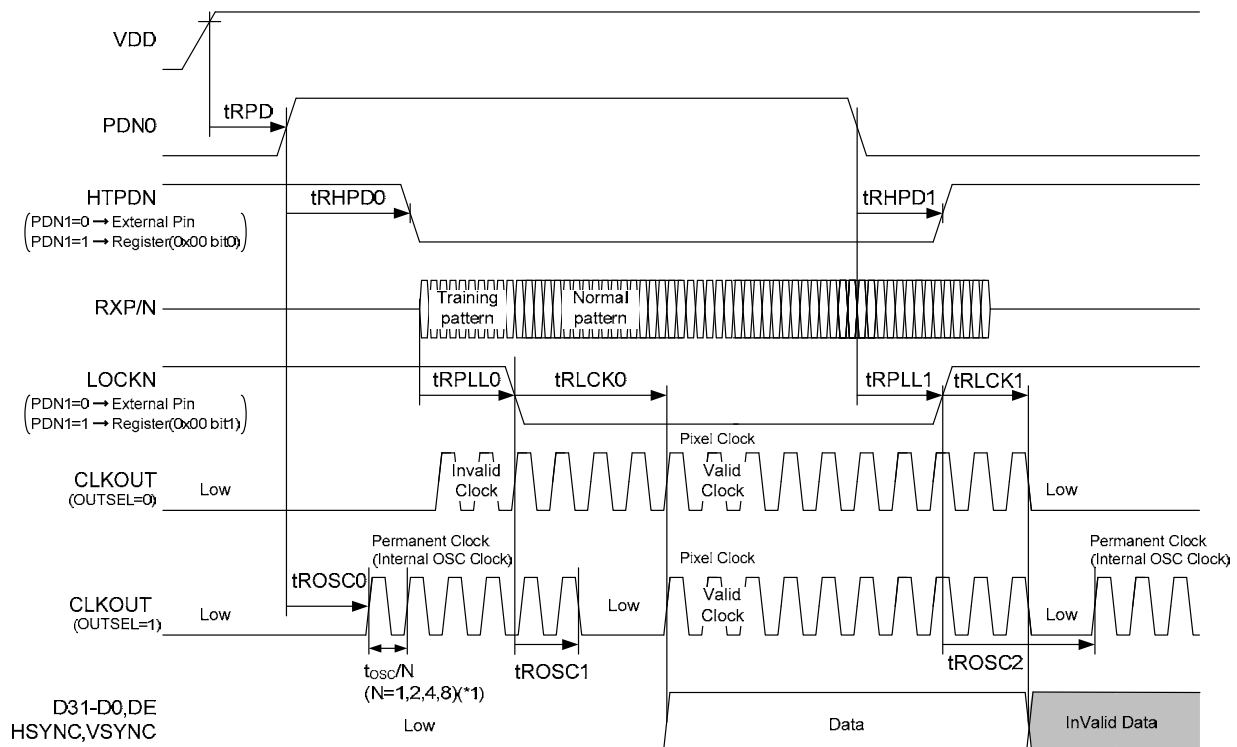 VDD
tRPD
PDN0
HTPDN
(PDN1=0 → External Pin
PDN1=1 → Register(0x00 bit0))
tRHPD0
tRHPD1
RXP/N
Training
pattern
Normal
pattern
LOCKN
(PDN1=0 → External Pin
PDN1=1 → Register(0x00 bit1))
tRPLL0
tRLCK0
tRPLL1
tRLCK1
CLKOUT
(OUTSEL=0)
Low
Invalid
Clock
Pixel Clock
Valid
Clock
Low
Permanent Clock
(Internal OSC Clock)
Pixel Clock
Permanent Clock
(Internal OSC Clock)
tROSC0
CLKOUT
(OUTSEL=1)
Low
Low
Valid
Clock
Low
tOSC/N
(N=1,2,4,8)(*1)
tROSC1
tROSC2
D31-D0,DE
HSYNC,VSYNC
Low
Data
InValid Data